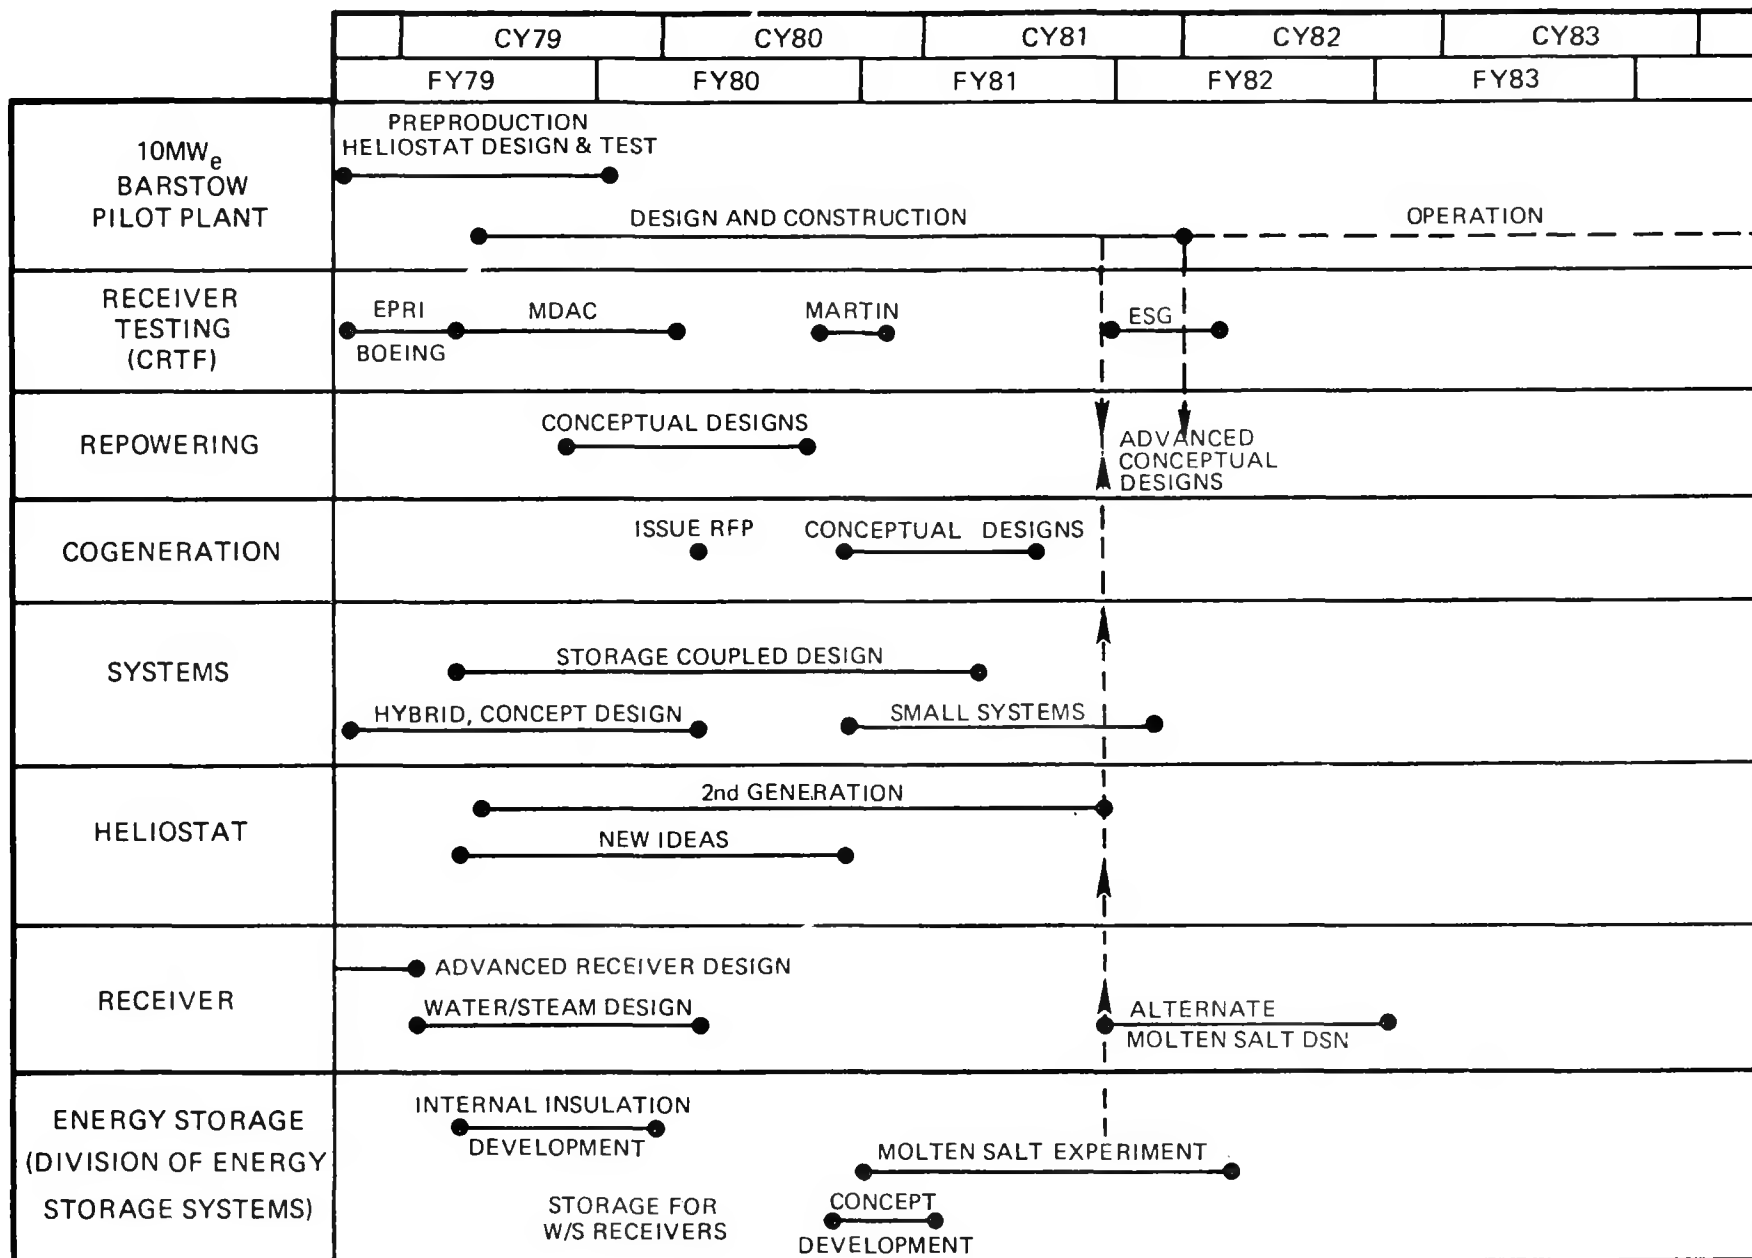 CY79 CY80 CY81 CY82 CY83
FY79 FY80 FY81 FY82 FY83
10MWe
BARSTOW
PILOT PLANT
PREPRODUCTION
HELIOSTAT DESIGN & TEST
DESIGN AND CONSTRUCTION
OPERATION
RECEIVER
TESTING
(CRTF)
EPRI
BOEING
MDAC
MARTIN
ESG
REPOWERING
CONCEPTUAL DESIGNS
ADVANCED
CONCEPTUAL
DESIGNS
COGENERATION
ISSUE RFP
CONCEPTUAL DESIGNS
SYSTEMS
STORAGE COUPLED DESIGN
HYBRID, CONCEPT DESIGN
SMALL SYSTEMS
HELIOSTAT
2nd GENERATION
NEW IDEAS
RECEIVER
ADVANCED RECEIVER DESIGN
WATER/STEAM DESIGN
ALTERNATE
MOLTEN SALT DSN
ENERGY STORAGE
(DIVISION OF ENERGY
STORAGE SYSTEMS)
INTERNAL INSULATION
DEVELOPMENT
MOLTEN SALT EXPERIMENT
STORAGE FOR
W/S RECEIVERS
CONCEPT
DEVELOPMENT